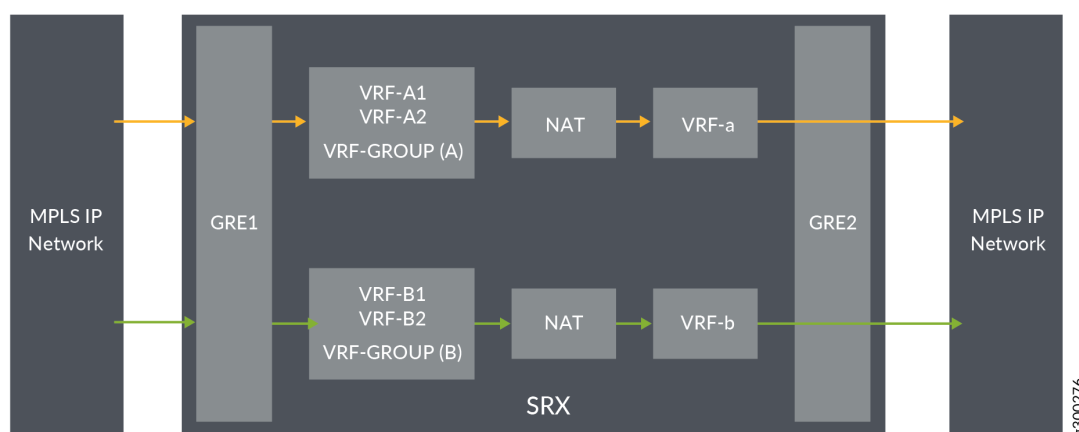 MPLS IP
Network
GRE1
VRF-A1
VRF-A2
VRF-GROUP (A)
NAT
VRF-a
VRF-B1
VRF-B2
VRF-GROUP (B)
NAT
VRF-b
GRE2
SRX
MPLS IP
Network